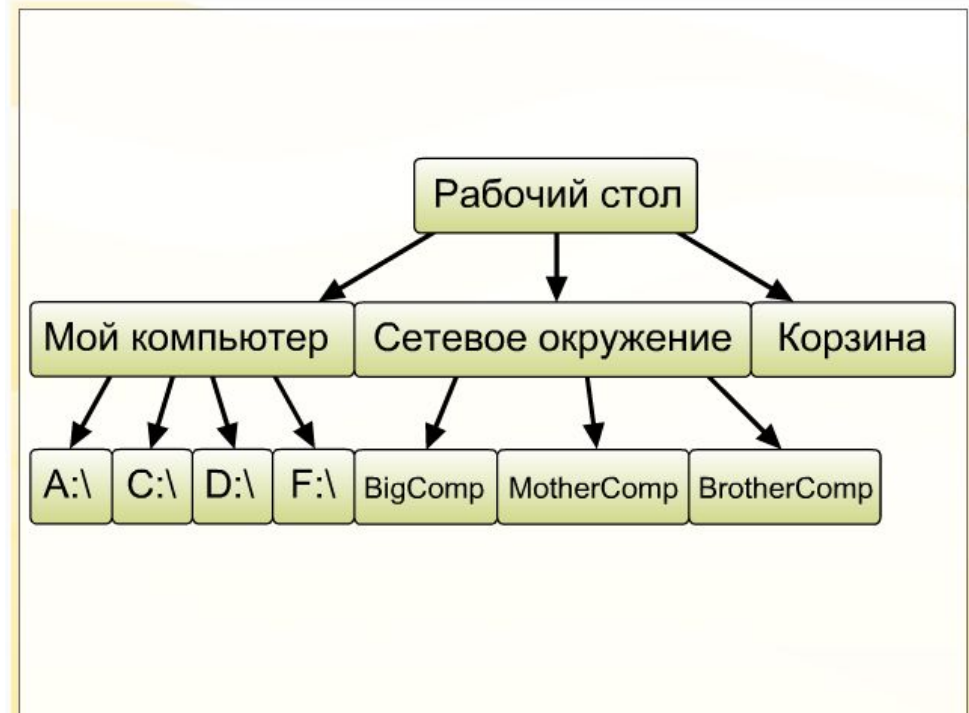 Рабочий стол
Мой компьютер Сетевое окружение Корзина
A:\ C:\ D:\ F:\ BigComp MotherComp BrotherComp